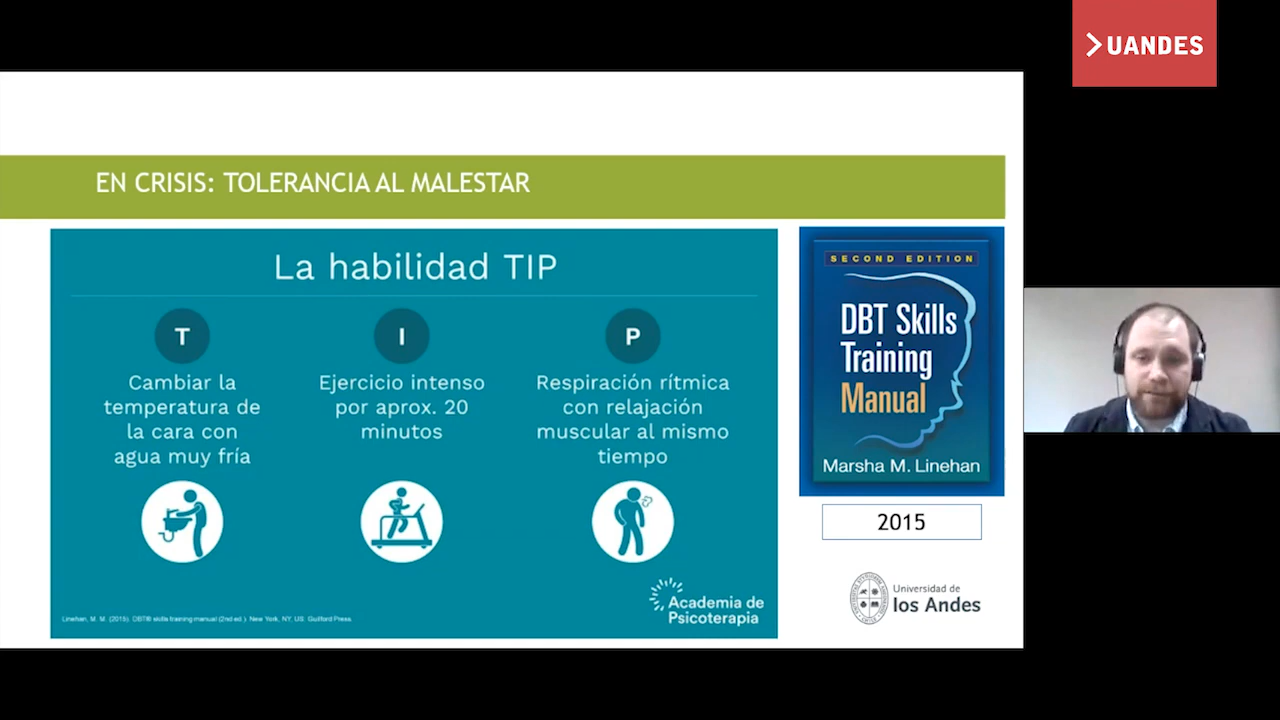 UANDES
EN CRISIS: TOLERANCIA AL MALESTAR
La habilidad TIP
T
Cambiar la
temperatura de
la cara con
agua muy fría
I
Ejercicio intenso
por aprox. 20
minutos
P
Respiración rítmica
con relajación
muscular al mismo
tiempo
Linehan, M. M. (2015). DBT® skills training manual (2nd ed.). New York, NY, US: Guilford Press.
Academia de
Psicoterapia
SECOND EDITION
DBT Skills
Training
Manual
Marsha M. Linehan
2015
Universidad de
los Andes